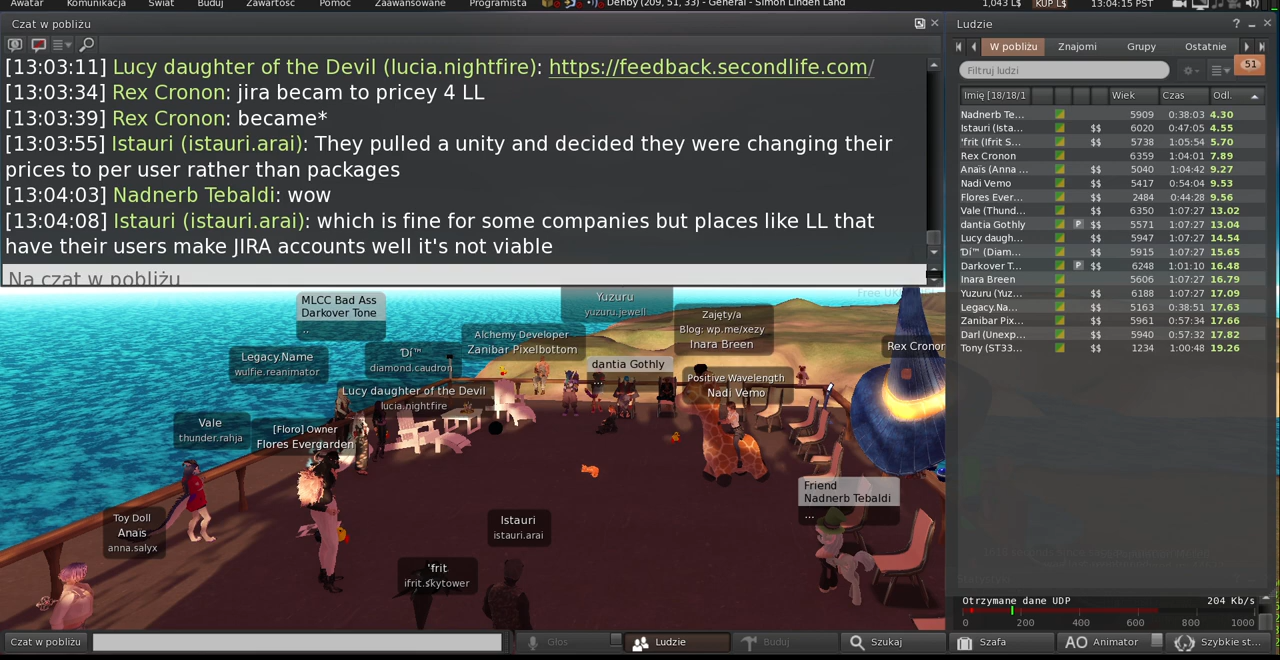 Awatar Komunikacja Świat Buduj Zawartość Pomoc Zaawansowane Programista Denby (209, 51, 33) - General - Simon Linden Land 1,043 L$ KUP L$ 13:04:15 PST
Czat w pobliżu
[13:03:11] Lucy daughter of the Devil (lucia.nightfire): https://feedback.secondlife.com/
[13:03:34] Rex Cronon: jira becam to pricey 4 LL
[13:03:39] Rex Cronon: became*
[13:03:55] Istauri (istauri.arai): They pulled a unity and decided they were changing their
prices to per user rather than packages
[13:04:03] Nadnerb Tebaldi: wow
[13:04:08] Istauri (istauri.arai): which is fine for some companies but places like LL that
have their users make JIRA accounts well it's not viable
Na czat w pobliżu
Ludzie
? _ ×
W pobliżu Znajomi Grupy Ostatnie
Filtruj ludzi
51
Imię [18/18/1 Wiek Czas Odl.
Nadnerb Te... 5909 0:38:03 4.30
Istauri (Ista... $$ 6020 0:47:05 4.55
'frit (Ifrit S... $$ 5738 1:05:54 5.70
Rex Cronon 6359 1:04:01 7.89
Anaïs (Anna ... $$ 5040 1:04:42 9.27
Nadi Vemo $$ 5417 0:54:04 9.53
Flores Ever... $$ 2484 0:44:28 9.56
Vale (Thund... $$ 6350 1:07:27 13.02
dantia Gothly P $$ 5571 1:07:27 13.04
Lucy daugh... $$ 5947 1:07:27 14.54
Ɗí™ (Diam... $$ 5915 1:07:27 15.65
Darkover T... P $$ 6248 1:01:10 16.48
Inara Breen 5606 1:07:27 16.79
Yuzuru (Yuz... $$ 6188 1:07:27 17.09
Legacy.Na... $$ 5163 0:38:51 17.63
Zanibar Pix... $$ 5961 0:57:34 17.66
Darl (Unexp... $$ 5940 0:57:34 17.82
Tony (ST33... $$ 1234 1:00:48 19.26
MLCC Bad Ass
Darkover Tone
..
Yuzuru
yuzuru.jewell
Zajęty/a
Blog: wp.me/xezy
Inara Breen
Alchemy Developer
Zanibar Pixelbottom
Rex Cronon
Legacy.Name
wulfie.reanimator
Ɗí™
diamond.caudron
dantia Gothly
...
Positive Wavelength
Nadi Vemo
Lucy daughter of the Devil
lucia.nightfire
Vale
thunder.rahja
[Floro] Owner
Flores Evergarden
Friend
Nadnerb Tebaldi
...
Toy Doll
Anaïs
anna.salyx
Istauri
istauri.arai
'frit
ifrit.skytower
Otrzymane dane UDP 204 Kb/s
0 200 400 600 800 1000
Czat w pobliżu Głos Ludzie Buduj Szukaj Szafa AO Animator Szybkie st...